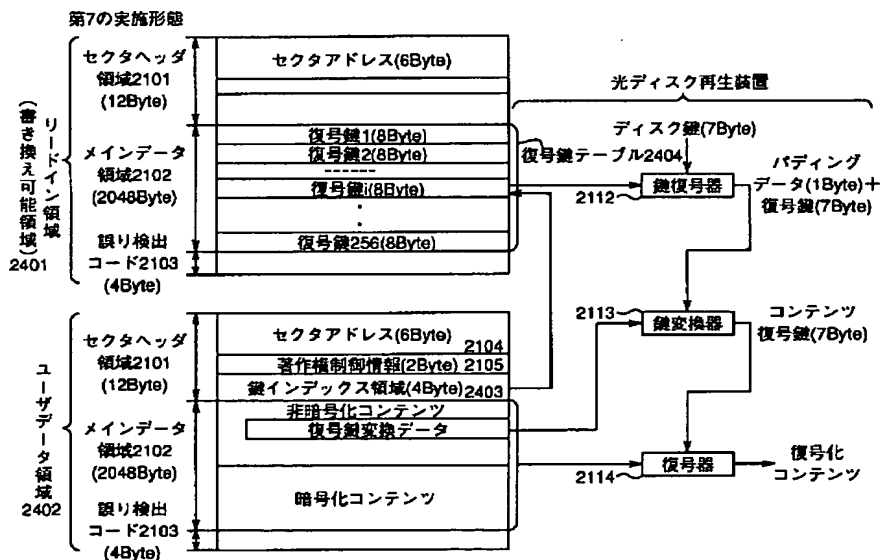 第7の実施形態
セクタヘッダ
領域2101
(12Byte)
セクタアドレス(6Byte)
光ディスク再生装置
リードイン領域
(書き換え可能領域)
2401
メインデータ
領域2102
(2048Byte)
復号鍵1(8Byte)
復号鍵2(8Byte)
-------
復号鍵i(8Byte)
復号鍵256(8Byte)
復号鍵テーブル2404
ディスク鍵(7Byte)
鍵復号器
2112
パディング
データ(1Byte)+
復号鍵(7Byte)
誤り検出
コード2103
(4Byte)
ユーザデータ領域
2402
セクタヘッダ
領域2101
(12Byte)
セクタアドレス(6Byte) 2104
著作権制御情報(2Byte) 2105
鍵インデックス領域(4Byte) 2403
2113
鍵変換器
コンテンツ
復号鍵(7Byte)
メインデータ
領域2102
(2048Byte)
非暗号化コンテンツ
復号鍵変換データ
暗号化コンテンツ
2114
復号器
復号化
コンテンツ
誤り検出
コード2103
(4Byte)